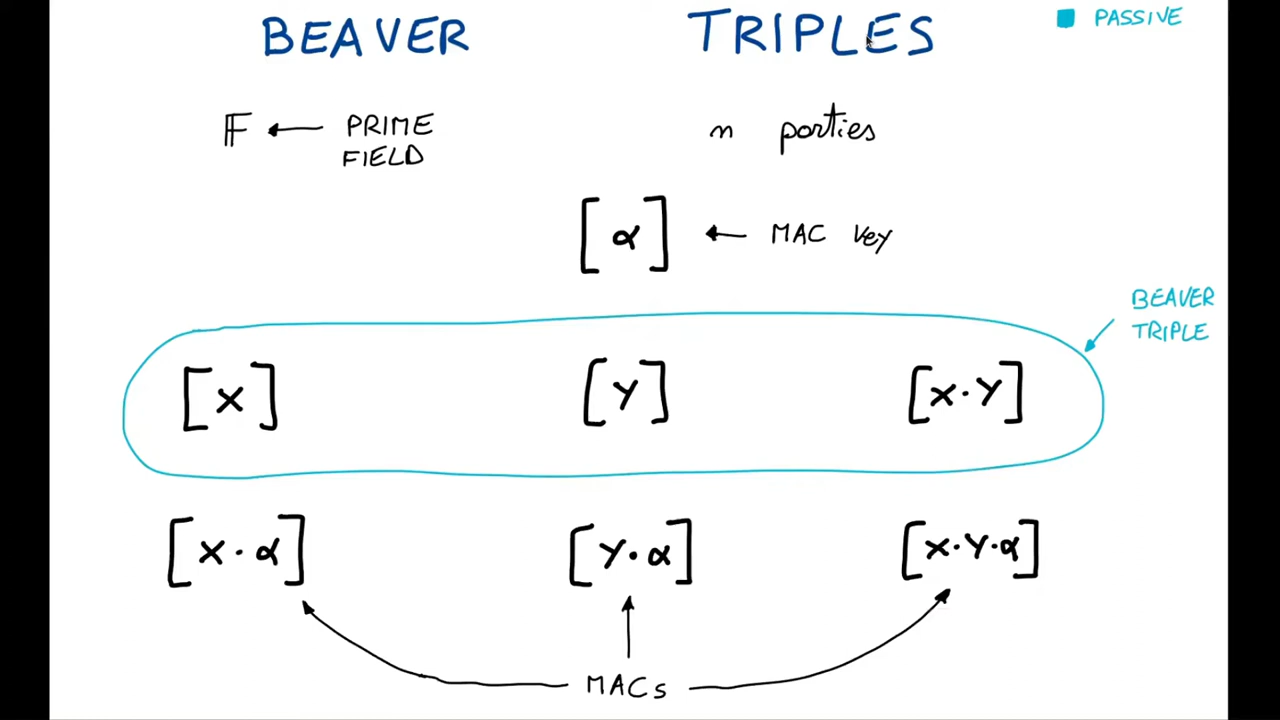 BEAVER TRIPLES
PASSIVE
𝔽 ← PRIME FIELD
n parties
[α] ← MAC key
BEAVER
TRIPLE
[x] [y] [x·y]
[x·α] [y·α] [x·y·α]
MACs